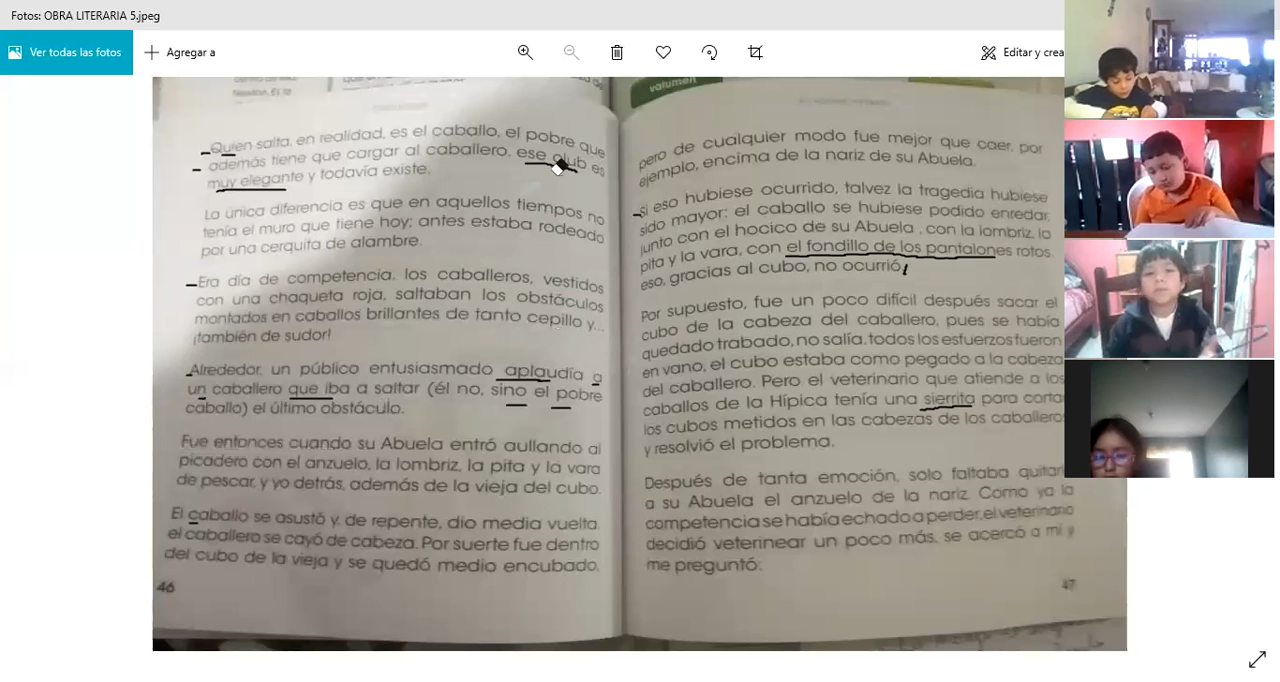 Fotos: OBRA LITERARIA 5.jpeg
Ver todas las fotos
Agregar a
Editar y crea
volumen
Quien salta, en realidad, es el caballo, el pobre que
además tiene que cargar al caballero, ese club es
muy elegante y todavía existe.
La única diferencia es que en aquellos tiempos no
tenía el muro que tiene hoy; antes estaba rodeado
por una cerquita de alambre.
Era día de competencia, los caballeros, vestidos
con una chaqueta roja, saltaban los obstáculos
montados en caballos brillantes de tanto cepillo y...
¡también de sudor!
Alrededor, un público entusiasmado aplaudía a
un caballero que iba a saltar (él no, sino el pobre
caballo) el último obstáculo.
Fue entonces cuando su Abuela entró aullando al
picadero con el anzuelo, la lombriz, la pita y la vara
de pescar, y yo detrás, además de la vieja del cubo.
El caballo se asustó y, de repente, dio media vuelta,
el caballero se cayó de cabeza. Por suerte fue dentro
del cubo de la vieja y se quedó medio encubado,
46
pero de cualquier modo fue mejor que caer, por
ejemplo, encima de la nariz de su Abuela.
Si eso hubiese ocurrido, talvez la tragedia hubiese
sido mayor: el caballo se hubiese podido enredar,
junto con el hocico de su Abuela, con la lombriz, la
pita y la vara, con el fondillo de los pantalones rotos,
eso, gracias al cubo, no ocurrió,
Por supuesto, fue un poco difícil después sacar el
cubo de la cabeza del caballero, pues se había
quedado trabado, no salía, todos los esfuerzos fueron
en vano, el cubo estaba como pegado a la cabeza
del caballero. Pero el veterinario que atiende a los
caballos de la Hípica tenía una sierrita para corta
los cubos metidos en las cabezas de los caballeros
y resolvió el problema.
Después de tanta emoción, solo faltaba quitarl
a su Abuela el anzuelo de la nariz. Como ya la
competencia se había echado a perder, el veterinario
decidió veterinear un poco más, se acercó a mí y
me preguntó:
47